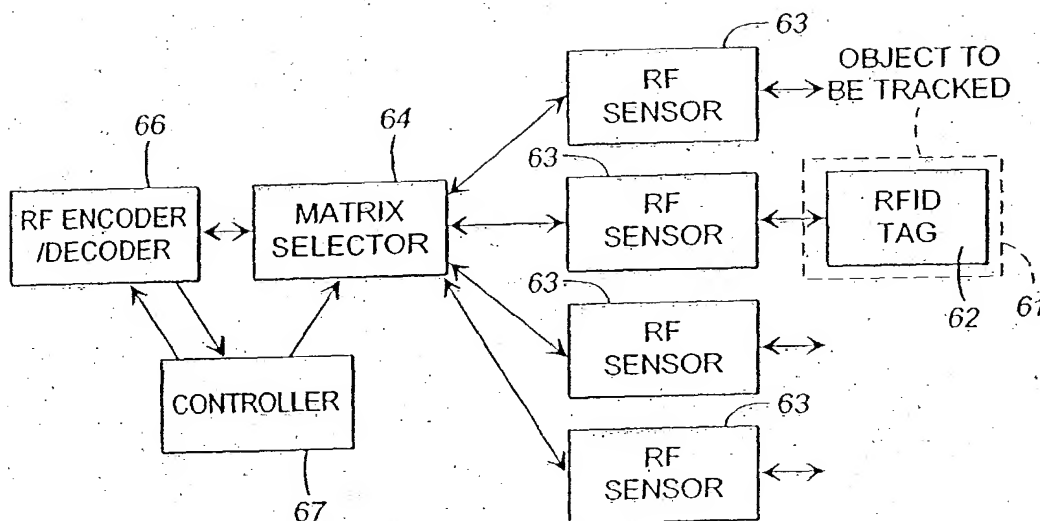 63
RF
SENSOR
OBJECT TO
BE TRACKED
66
RF ENCODER
/DECODER
64
MATRIX
SELECTOR
63
RF
SENSOR
RFID
TAG
62
61
63
RF
SENSOR
CONTROLLER
67
63
RF
SENSOR